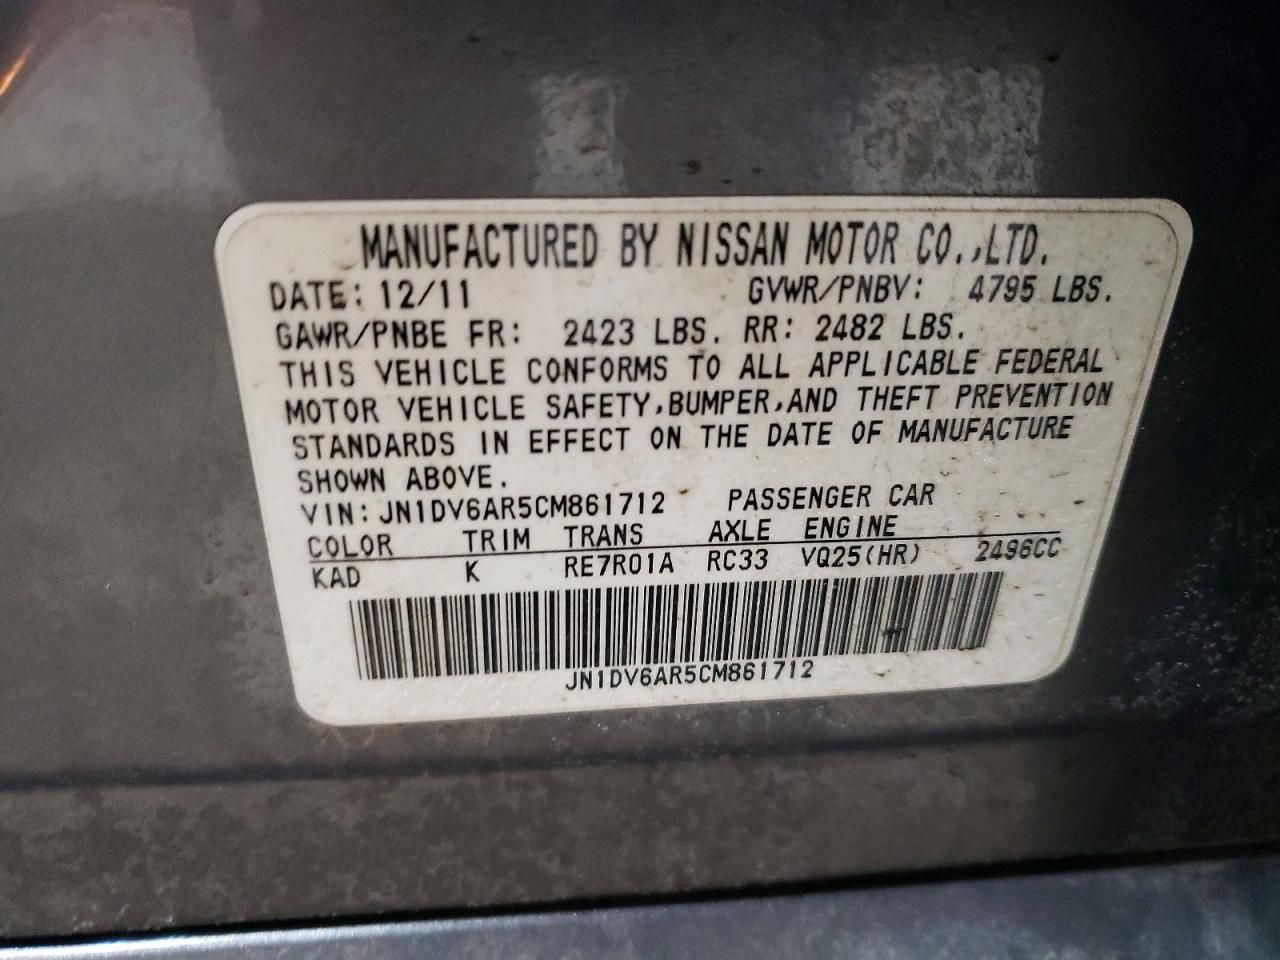 MANUFACTURED BY NISSAN MOTOR CO.,LTD.
DATE: 12/11 GVWR/PNBV: 4795 LBS.
GAWR/PNBE FR: 2423 LBS. RR: 2482 LBS.
THIS VEHICLE CONFORMS TO ALL APPLICABLE FEDERAL
MOTOR VEHICLE SAFETY,BUMPER,AND THEFT PREVENTION
STANDARDS IN EFFECT ON THE DATE OF MANUFACTURE
SHOWN ABOVE.
VIN: JN1DV6AR5CM861712 PASSENGER CAR
COLOR TRIM TRANS AXLE ENGINE
KAD K RE7R01A RC33 VQ25(HR) 2496CC
JN1DV6AR5CM861712